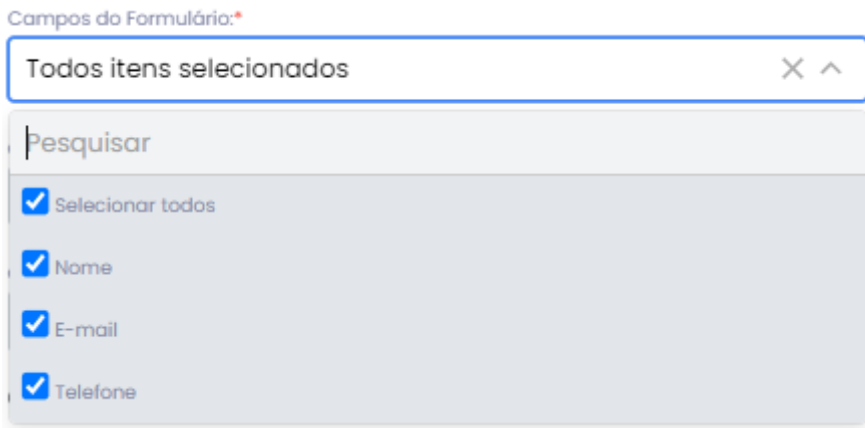 Campos do Formulário:*
Todos itens selecionados
Pesquisar
Selecionar todos
Nome
E-mail
Telefone